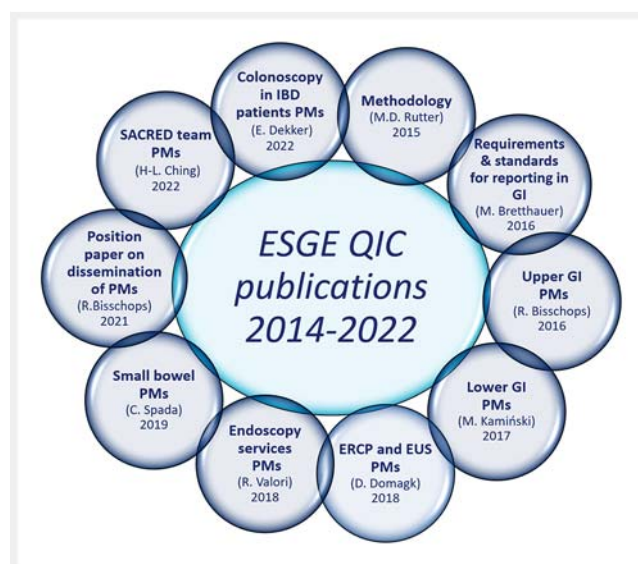 ESGE QIC
publications
2014-2022
Methodology
(M.D. Rutter)
2015
Requirements
& standards
for reporting in
GI
(M. Bretthauer)
2016
Upper GI
PMs
(R. Bisschops)
2016
Lower GI
PMs
(M. Kamiński)
2017
ERCP and EUS
PMs
(D. Domagk)
2018
Endoscopy
services
PMs
(R. Valori)
2018
Small bowel
PMs
(C. Spada)
2019
Position
paper on
dissemination
of PMs
(R.Bisschops)
2021
SACRED team
PMs
(H-L. Ching)
2022
Colonoscopy
in IBD
patients PMs
(E. Dekker)
2022